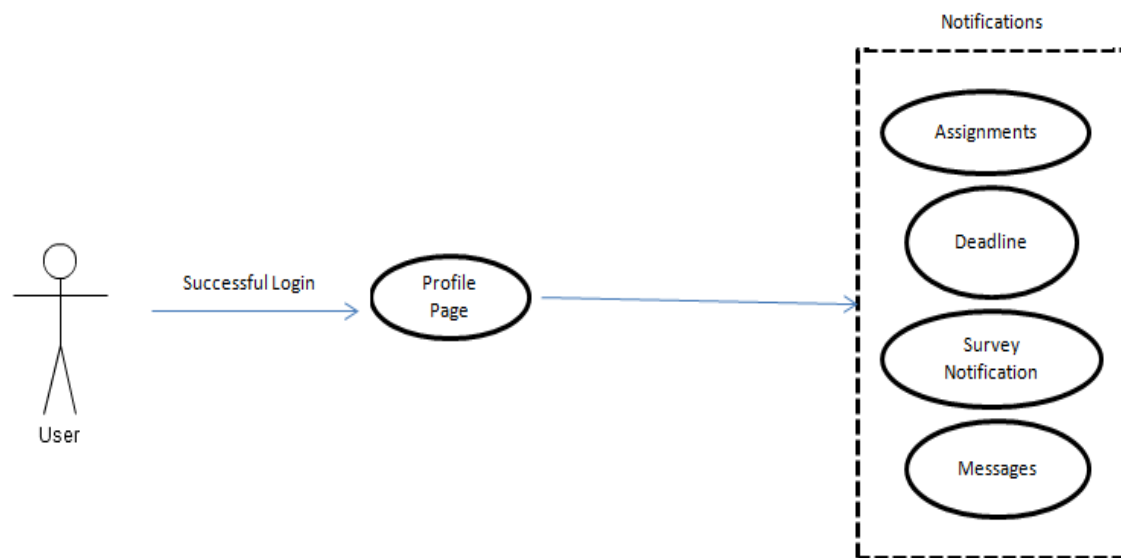 Notifications
Assignments
Deadline
Successful Login
Profile
Page
Survey
Notification
User
Messages